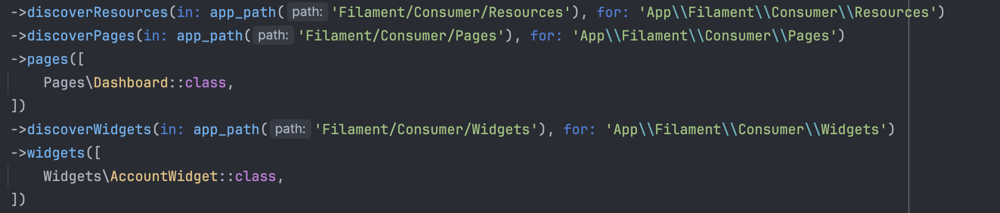 ->discoverResources(in: app_path( path: 'Filament/Consumer/Resources'), for: 'App\\Filament\\Consumer\\Resources')
->discoverPages(in: app_path( path: 'Filament/Consumer/Pages'), for: 'App\\Filament\\Consumer\\Pages')
->pages([
    Pages\Dashboard::class,
])
->discoverWidgets(in: app_path( path: 'Filament/Consumer/Widgets'), for: 'App\\Filament\\Consumer\\Widgets')
->widgets([
    Widgets\AccountWidget::class,
])